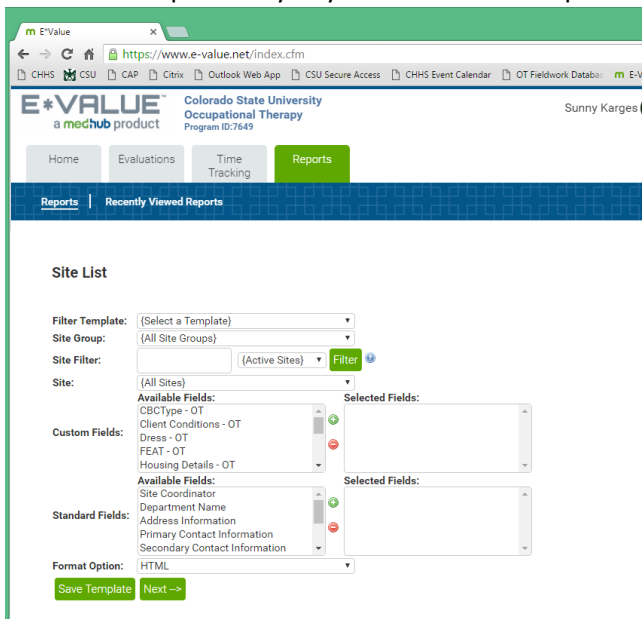 m E*Value
https://www.e-value.net/index.cfm
CHHS CSU CAP Citrix Outlook Web App CSU Secure Access CHHS Event Calendar OT Fieldwork Databas m E-V
E*VALUE™ Colorado State University
a medhub product Occupational Therapy
Program ID:7649
Sunny Karges
Home Evaluations Time Tracking Reports
Reports | Recently Viewed Reports
Site List
Filter Template: {Select a Template}
Site Group: {All Site Groups}
Site Filter: {Active Sites} Filter
Site: {All Sites}
Available Fields: Selected Fields:
Custom Fields:
CBCType - OT
Client Conditions - OT
Dress - OT
FEAT - OT
Housing Details - OT
Available Fields: Selected Fields:
Standard Fields:
Site Coordinator
Department Name
Address Information
Primary Contact Information
Secondary Contact Information
Format Option: HTML
Save Template Next -->